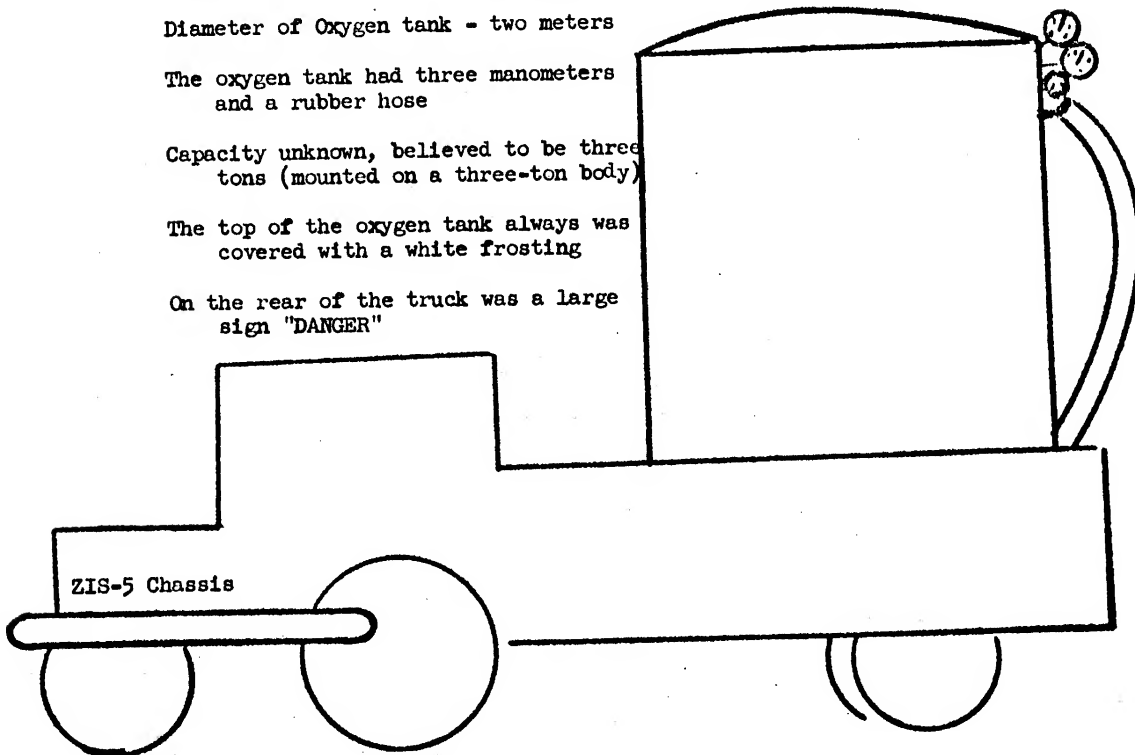 Diameter of Oxygen tank - two meters
The oxygen tank had three manometers
and a rubber hose
Capacity unknown, believed to be three
tons (mounted on a three-ton body)
The top of the oxygen tank always was
covered with a white frosting
On the rear of the truck was a large
sign "DANGER"
ZIS-5 Chassis